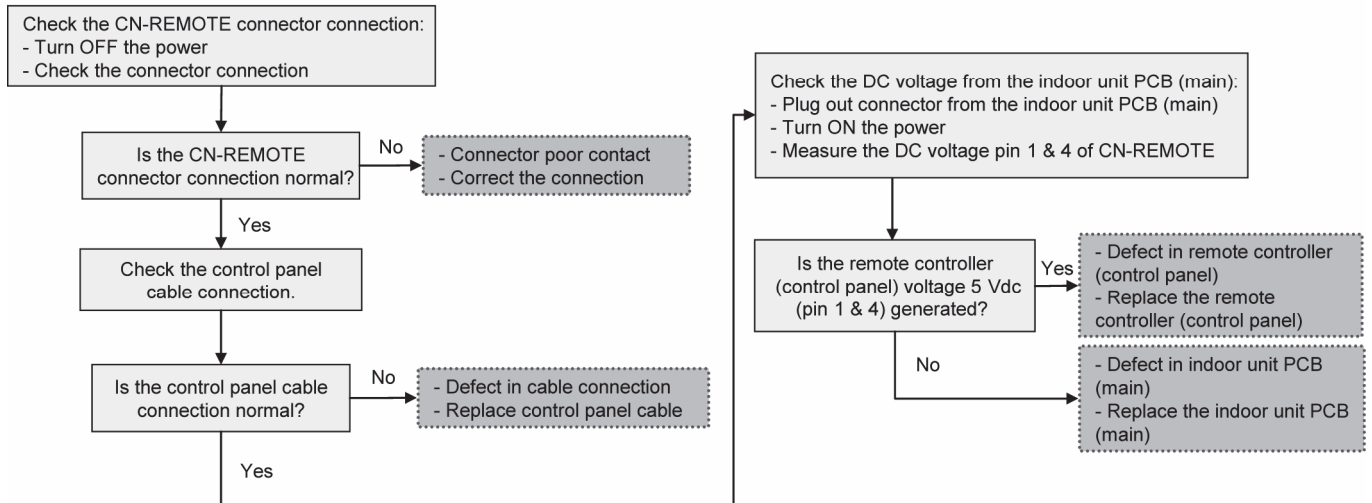 Check the CN-REMOTE connector connection:
- Turn OFF the power
- Check the connector connection
Is the CN-REMOTE
connector connection normal?
No
- Connector poor contact
- Correct the connection
Yes
Check the control panel
cable connection.
Is the control panel cable
connection normal?
No
- Defect in cable connection
- Replace control panel cable
Yes
Check the DC voltage from the indoor unit PCB (main):
- Plug out connector from the indoor unit PCB (main)
- Turn ON the power
- Measure the DC voltage pin 1 & 4 of CN-REMOTE
Is the remote controller
(control panel) voltage 5 Vdc
(pin 1 & 4) generated?
Yes
- Defect in remote controller
(control panel)
- Replace the remote
controller (control panel)
No
- Defect in indoor unit PCB
(main)
- Replace the indoor unit PCB
(main)